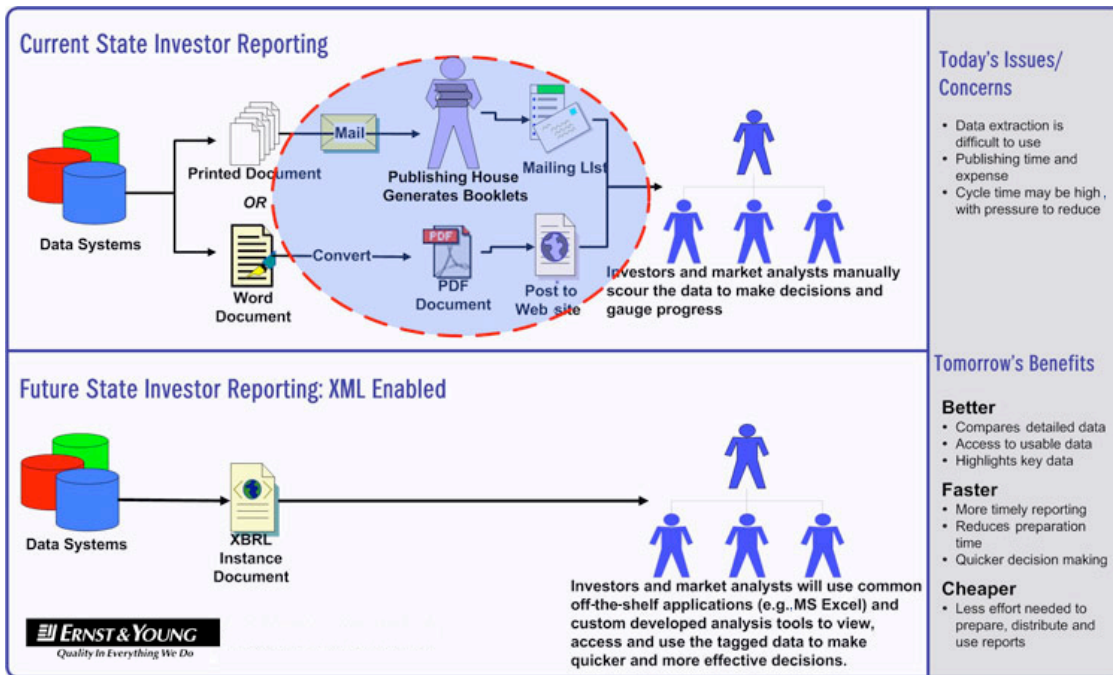 Current State Investor Reporting
Printed Document
Mail
Publishing House
Generates Booklets
Mailing LIst
OR
Data Systems
Word
Document
Convert
PDF
PDF
Document
Post to
Web site
Investors and market analysts manually
scour the data to make decisions and
gauge progress
Today's Issues/
Concerns
• Data extraction is
difficult to use
• Publishing time and
expense
• Cycle time may be high ,
with pressure to reduce
Future State Investor Reporting: XML Enabled
Data Systems
XBRL
Instance
Document
Investors and market analysts will use common
off-the-shelf applications (e.g.,MS Excel) and
custom developed analysis tools to view,
access and use the tagged data to make
quicker and more effective decisions.
ERNST & YOUNG
Quality In Everything We Do
Tomorrow's Benefits
Better
• Compares detailed data
• Access to usable data
• Highlights key data
Faster
• More timely reporting
• Reduces preparation
time
• Quicker decision making
Cheaper
• Less effort needed to
prepare, distribute and
use reports